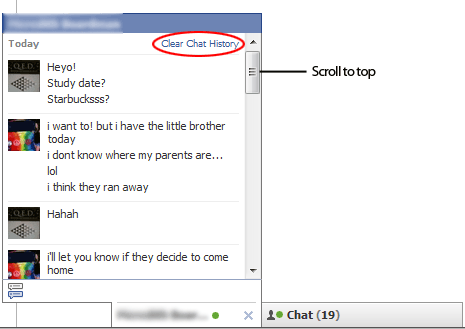 Today Clear Chat History
Heyo!
Study date?
Starbucksss?
Scroll to top
i want to! but i have the little brother
today
i dont know where my parents are...
lol
i think they ran away
Hahah
i'll let you know if they decide to come
home
Chat (19)